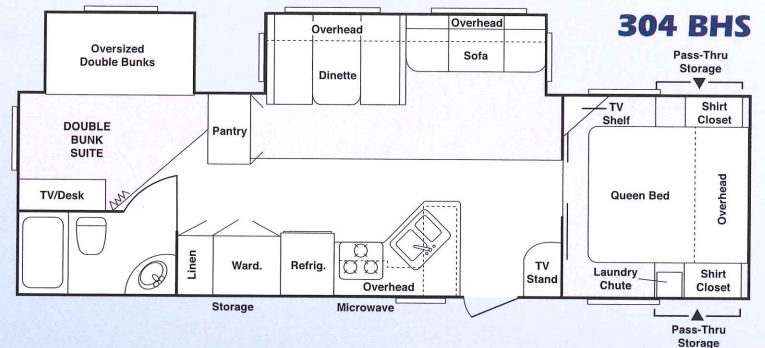 304 BHS
Pass-Thru
Storage
Oversized
Double Bunks
Overhead
Dinette
Overhead
Sofa
DOUBLE
BUNK
SUITE
Pantry
TV
Shelf
Shirt
Closet
TV/Desk
Queen Bed
Overhead
Linen
Ward.
Refrig.
Overhead
TV
Stand
Laundry
Chute
Shirt
Closet
Storage
Microwave
Pass-Thru
Storage